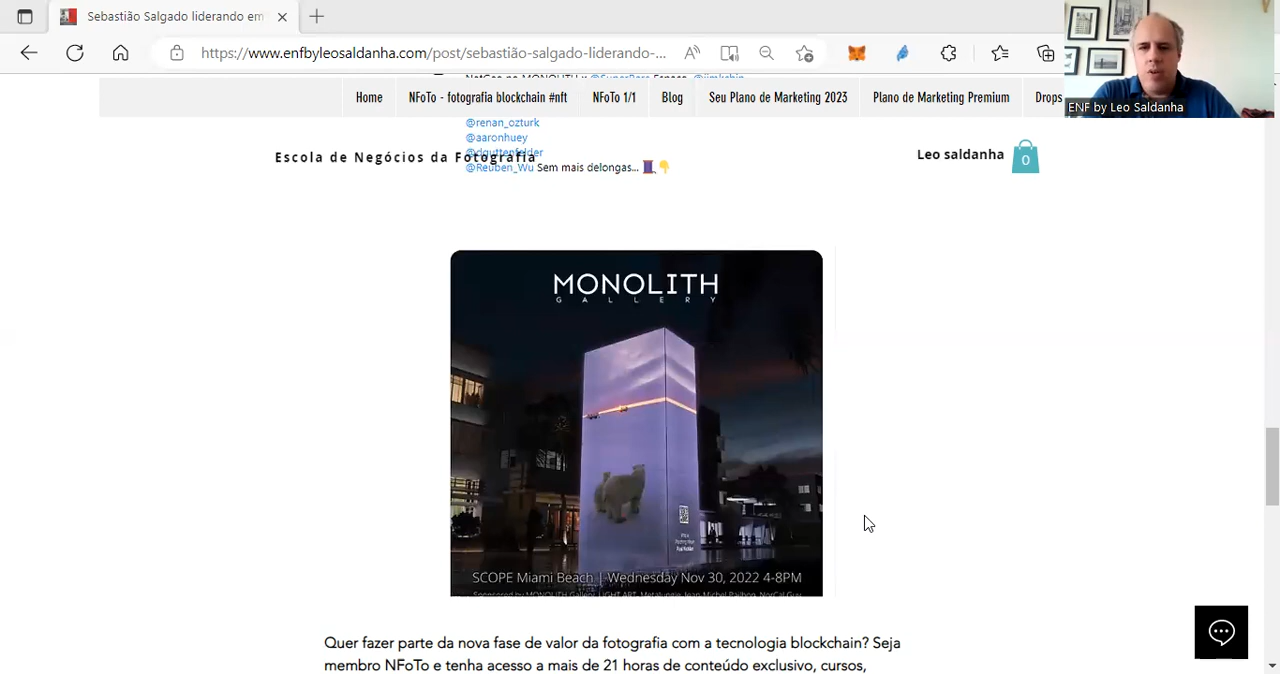 Sebastião Salgado liderando em
https://www.enfbyleosaldanha.com/post/sebastião-salgado-liderando-...
ENF by Leo Saldanha
Home
NFoTo - fotografia blockchain #nft
NFoTo 1/1
Blog
Seu Plano de Marketing 2023
Plano de Marketing Premium
Drops
@renan_ozturk
@aaronhuey
@dguttenfelder
Escola de Negócios da Fotografia
Leo saldanha
0
@Reuben_Wu Sem mais delongas... 🧵👇
MONOLITH
GALLERY
SCOPE Miami Beach | Wednesday Nov 30, 2022 4-8PM
Quer fazer parte da nova fase de valor da fotografia com a tecnologia blockchain? Seja
membro NFoTo e tenha acesso a mais de 21 horas de conteúdo exclusivo, cursos,